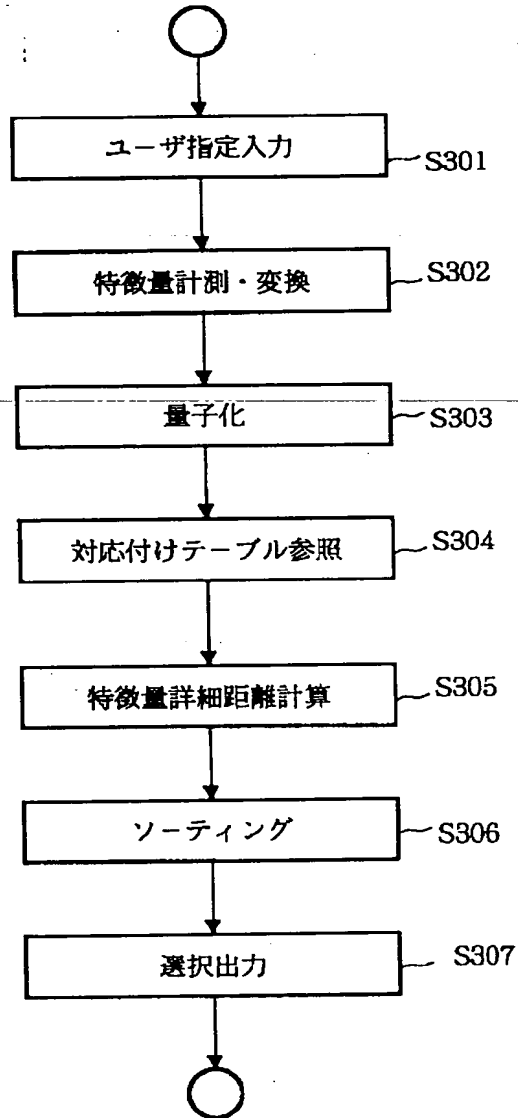 ユーザ指定入力
S301
特徴量計測・変換
S302
量子化
S303
対応付けテーブル参照
S304
特徴量詳細距離計算
S305
ソーティング
S306
選択出力
S307